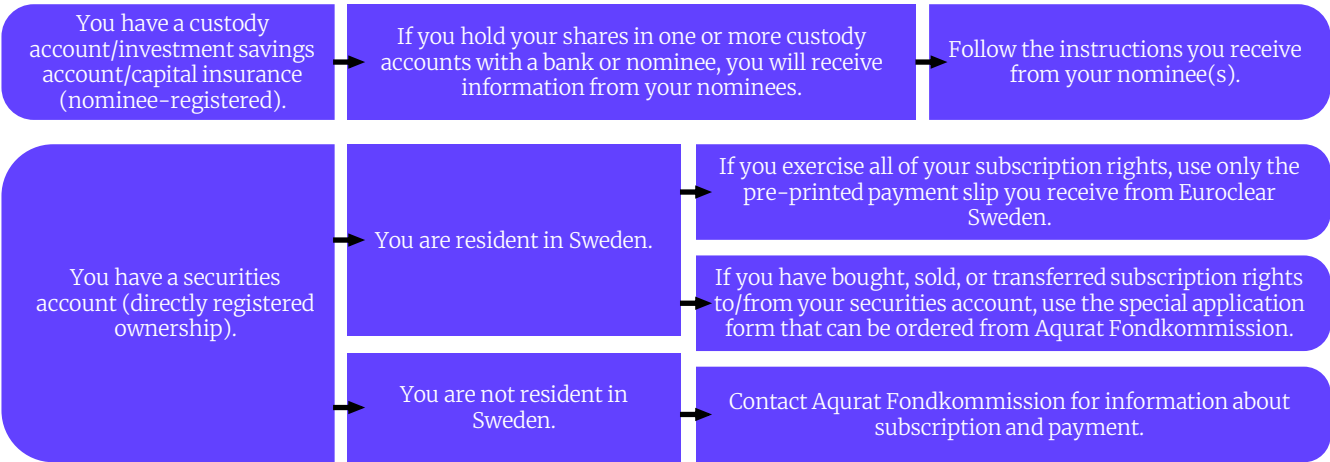 You have a custody
account/investment savings
account/capital insurance
(nominee-registered).
If you hold your shares in one or more custody
accounts with a bank or nominee, you will receive
information from your nominees.
Follow the instructions you receive
from your nominee(s).
You have a securities
account (directly registered
ownership).
You are resident in Sweden.
If you exercise all of your subscription rights, use only the
pre-printed payment slip you receive from Euroclear
Sweden.
If you have bought, sold, or transferred subscription rights
to/from your securities account, use the special application
form that can be ordered from Aqurat Fondkommission.
You are not resident in
Sweden.
Contact Aqurat Fondkommission for information about
subscription and payment.